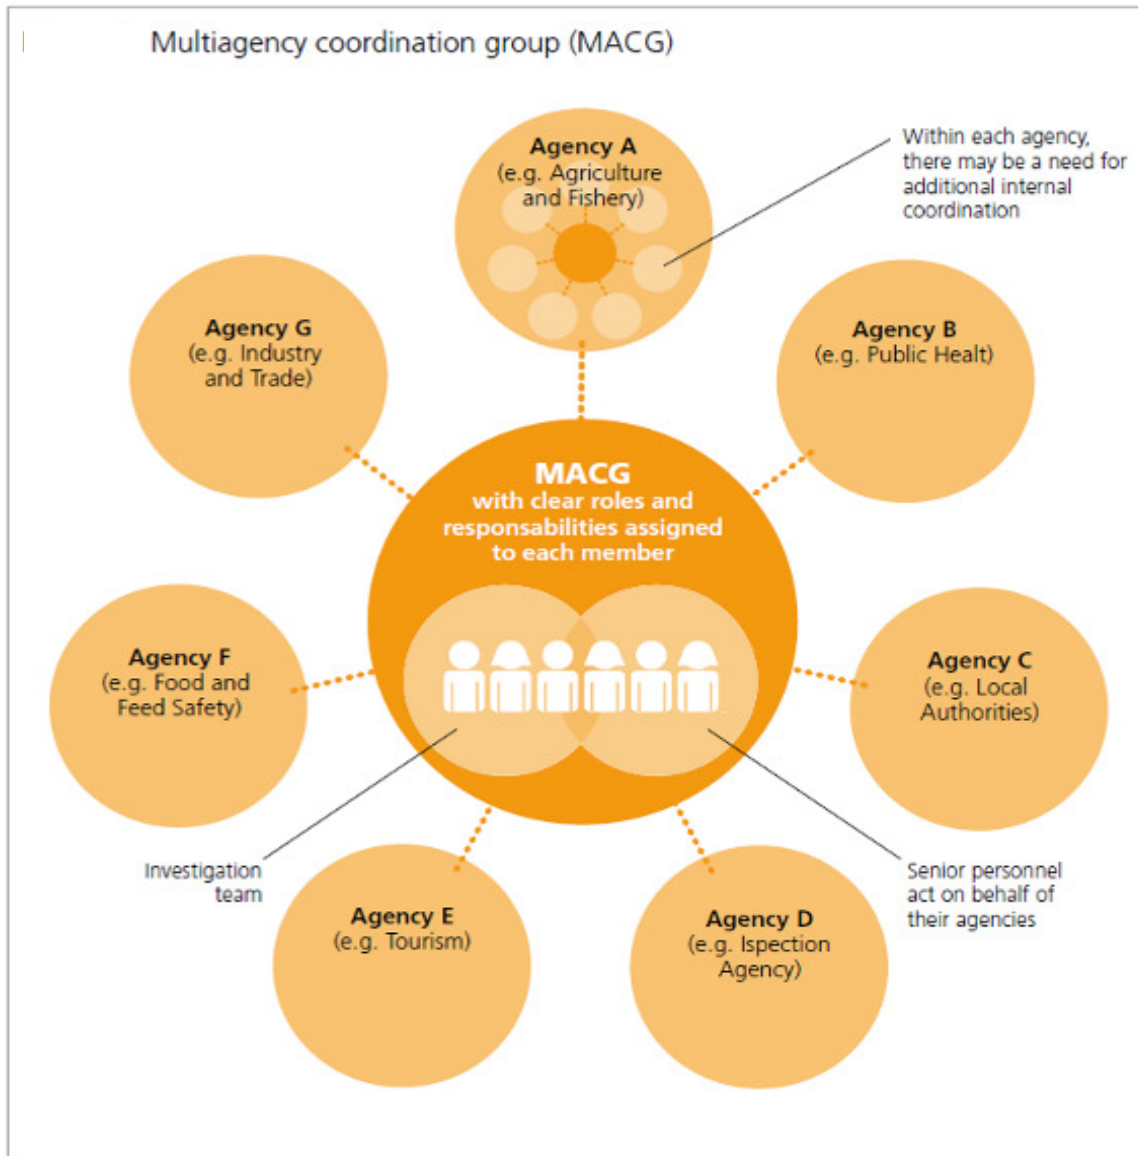 Multiagency coordination group (MACG)
Agency A
(e.g. Agriculture
and Fishery)
Within each agency,
there may be a need for
additional internal
coordination
Agency G
(e.g. Industry
and Trade)
Agency B
(e.g. Public Healt)
MACG
with clear roles and
responsabilities assigned
to each member
Agency F
(e.g. Food and
Feed Safety)
Agency C
(e.g. Local
Authorities)
Investigation
team
Senior personnel
act on behalf of
their agencies
Agency E
(e.g. Tourism)
Agency D
(e.g. Ispection
Agency)